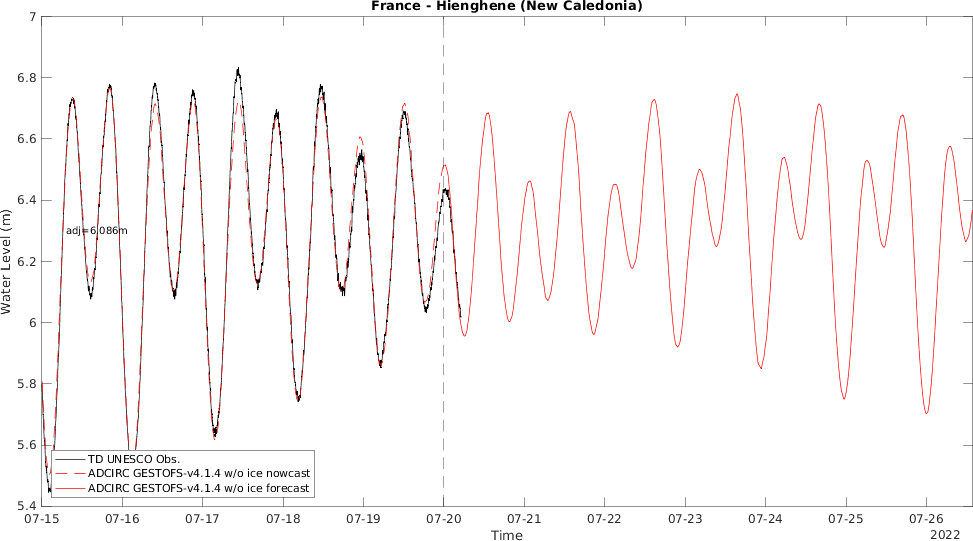 France - Hienghene (New Caledonia)
7
6.8
6.6
6.4
6.2
6
5.8
5.6
5.4
Water Level (m)
adj=6.086m
TD UNESCO Obs.
ADCIRC GESTOFS-v4.1.4 w/o ice nowcast
ADCIRC GESTOFS-v4.1.4 w/o ice forecast
07-15 07-16 07-17 07-18 07-19 07-20 07-21 07-22 07-23 07-24 07-25 07-26
2022
Time